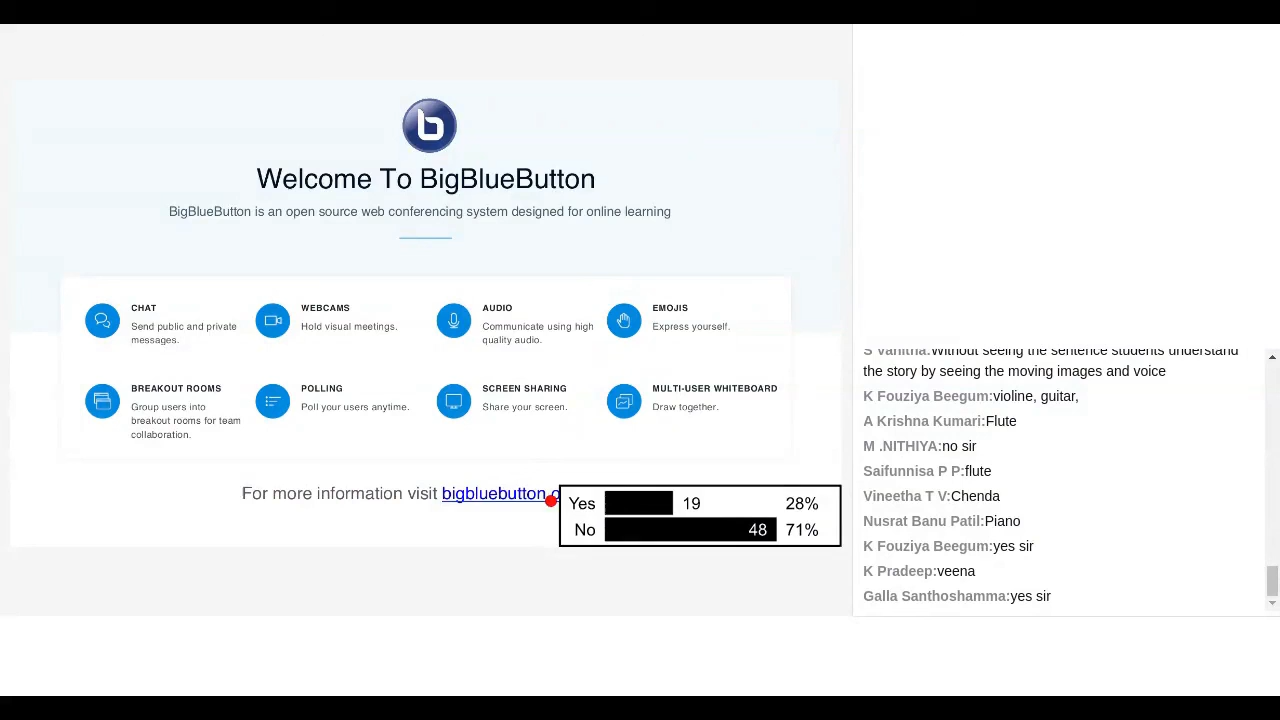 Welcome To BigBlueButton
BigBlueButton is an open source web conferencing system designed for online learning
CHAT
Send public and private
messages.
WEBCAMS
Hold visual meetings.
AUDIO
Communicate using high
quality audio.
EMOJIS
Express yourself.
BREAKOUT ROOMS
Group users into
breakout rooms for team
collaboration.
POLLING
Poll your users anytime.
SCREEN SHARING
Share your screen.
MULTI-USER WHITEBOARD
Draw together.
For more information visit bigbluebutton.
Yes 19 28%
No 48 71%
S Vanitha:Without seeing the sentence students understand
the story by seeing the moving images and voice
K Fouziya Beegum:violine, guitar,
A Krishna Kumari:Flute
M .NITHIYA:no sir
Saifunnisa P P:flute
Vineetha T V:Chenda
Nusrat Banu Patil:Piano
K Fouziya Beegum:yes sir
K Pradeep:veena
Galla Santhoshamma:yes sir